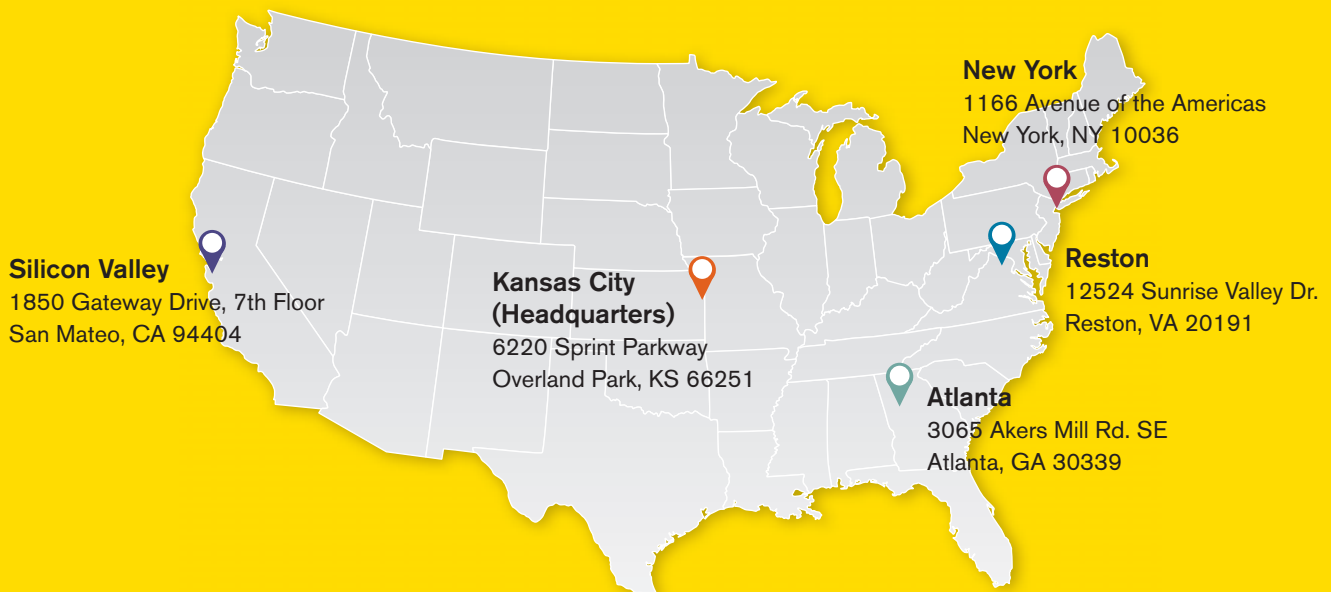 New York
1166 Avenue of the Americas
New York, NY 10036
Silicon Valley
1850 Gateway Drive, 7th Floor
San Mateo, CA 94404
Kansas City
(Headquarters)
6220 Sprint Parkway
Overland Park, KS 66251
Reston
12524 Sunrise Valley Dr.
Reston, VA 20191
Atlanta
3065 Akers Mill Rd. SE
Atlanta, GA 30339